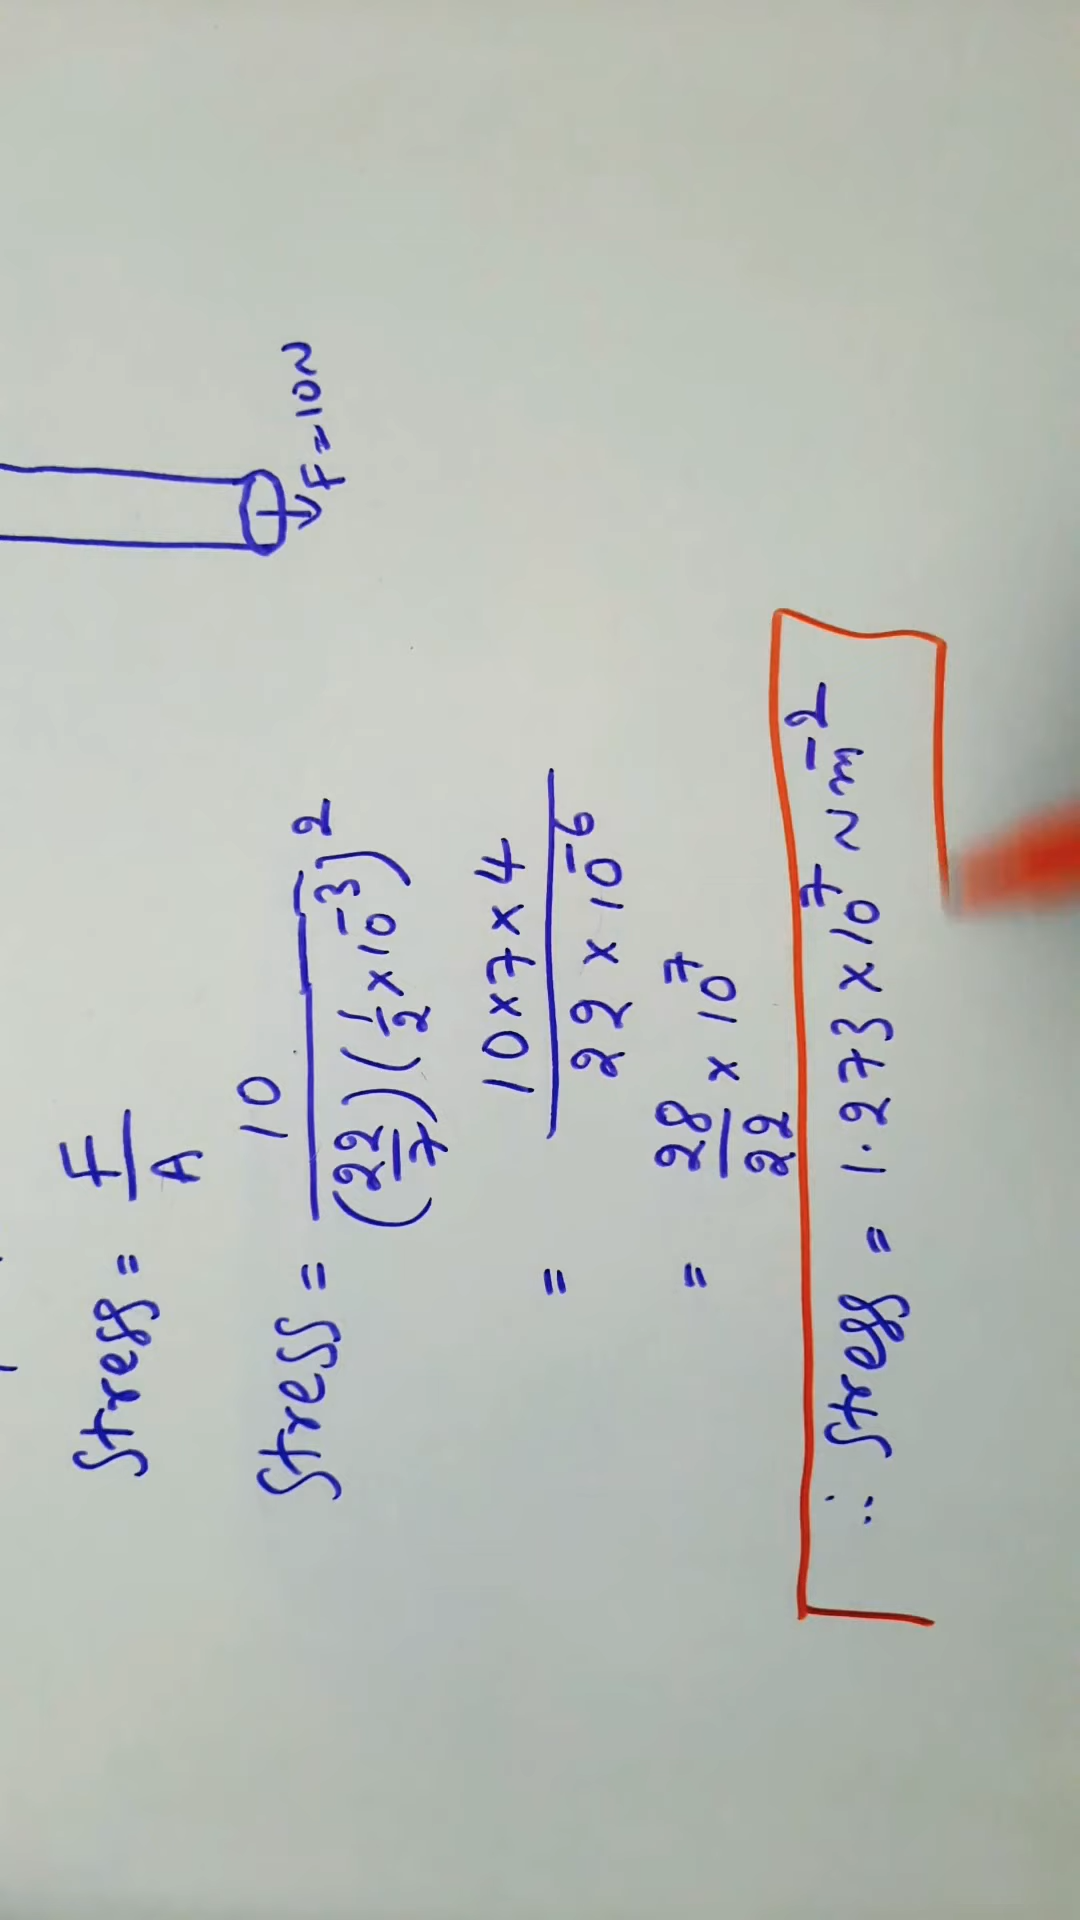 F = 10N
Stress = F/A
Stress = 10/(22/7)(1/2 × 10⁻³)²
= 10 × 7 × 4/22 × 10⁻⁶
= 28/22 × 10⁷
∴ Stress = 1.273 × 10⁷ Nm⁻²